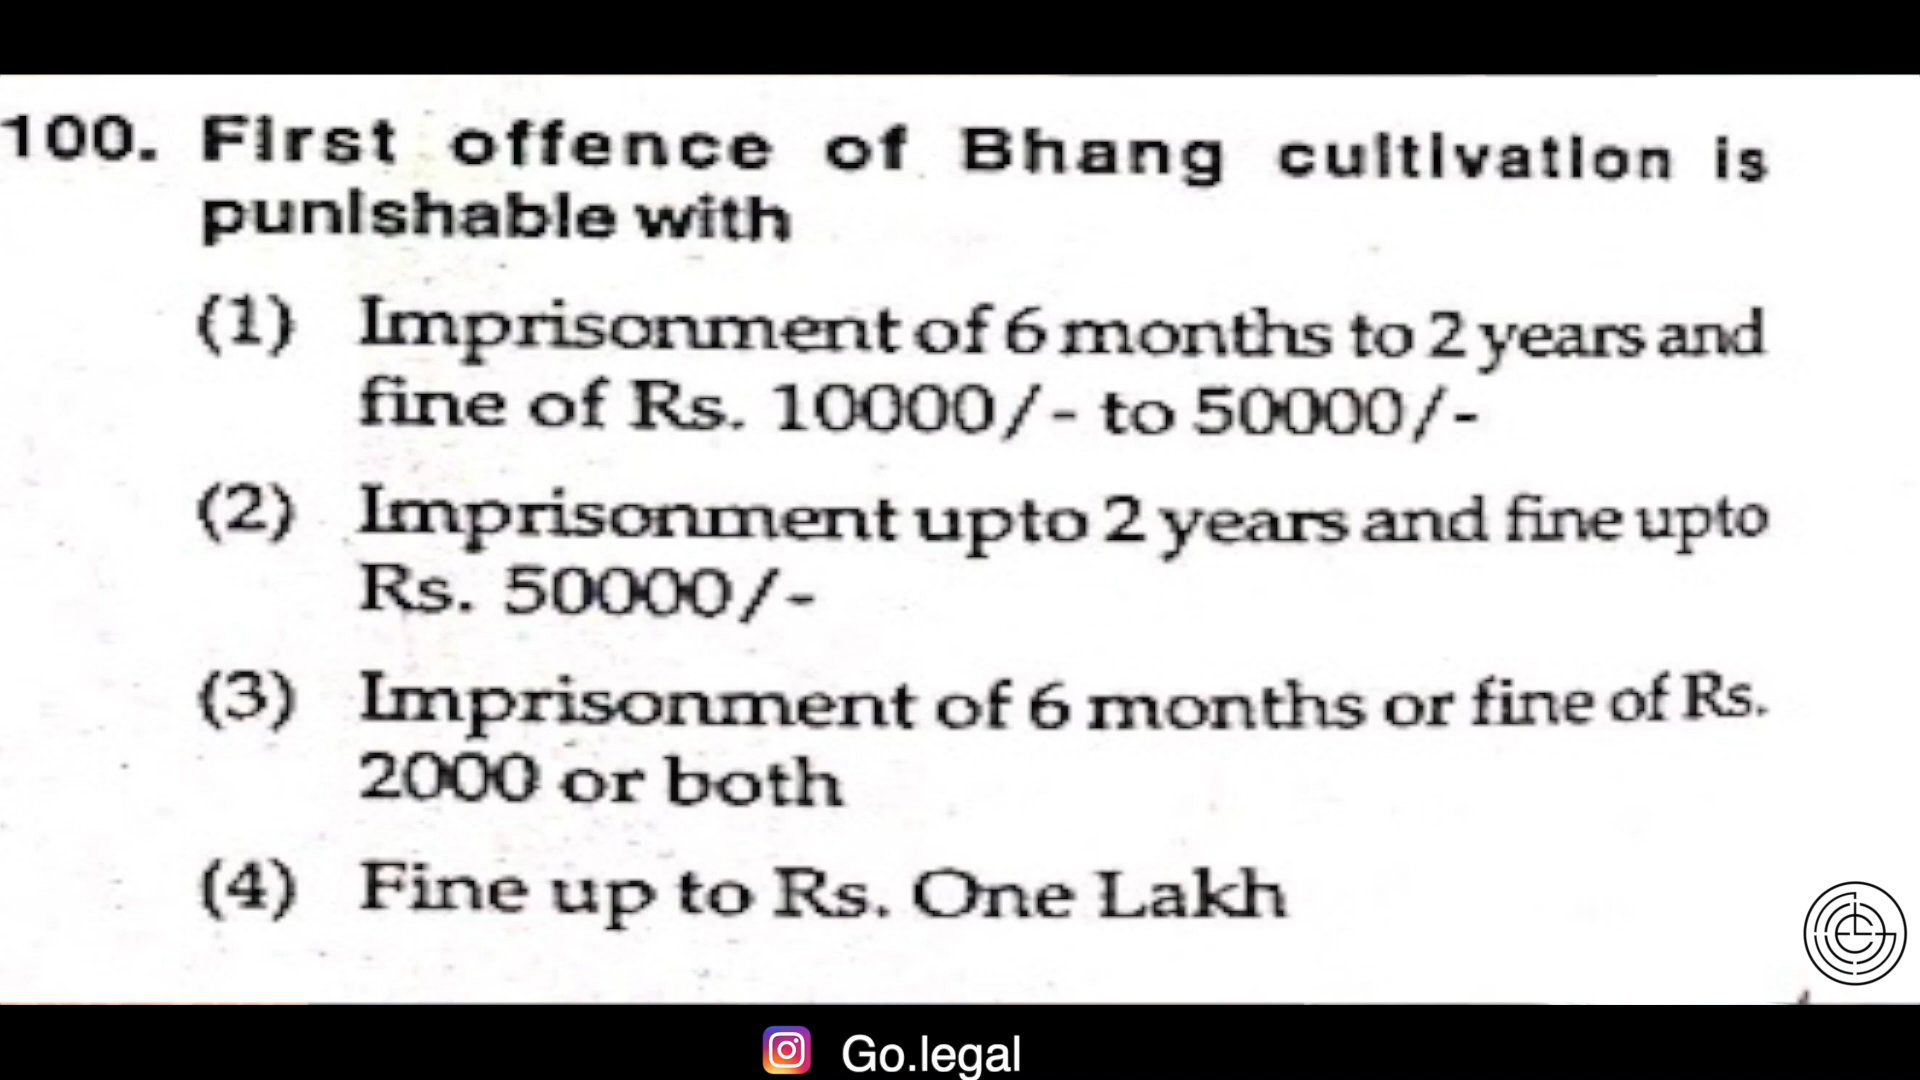 100. First offence of Bhang cultivation is
punishable with
(1) Imprisonment of 6 months to 2 years and
fine of Rs. 10000/- to 50000/-
(2) Imprisonment upto 2 years and fine upto
Rs. 50000/-
(3) Imprisonment of 6 months or fine of Rs.
2000 or both
(4) Fine up to Rs. One Lakh
Go.legal